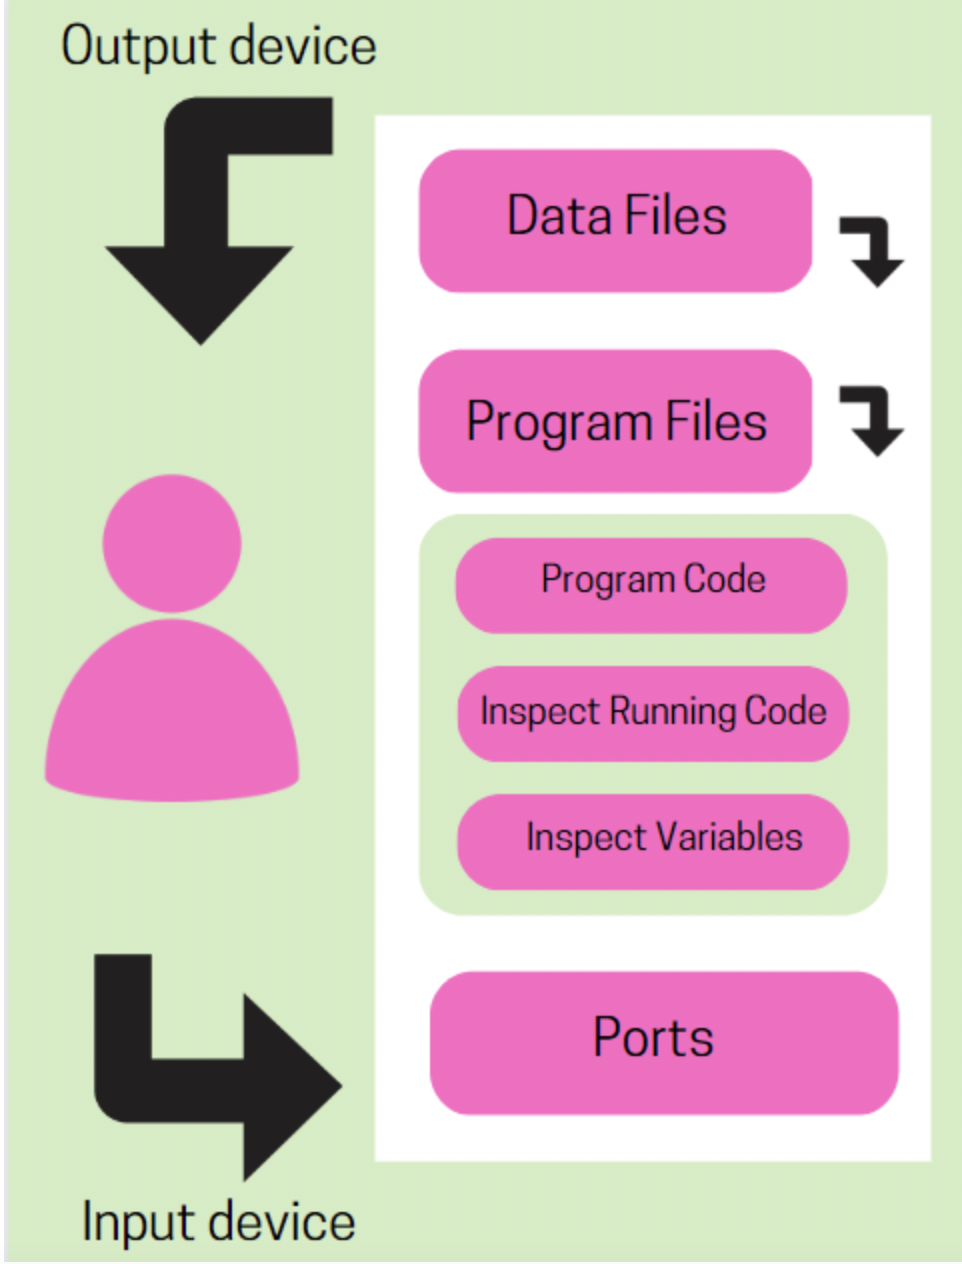 Output device
Data Files
Program Files
Program Code
Inspect Running Code
Inspect Variables
Ports
Input device